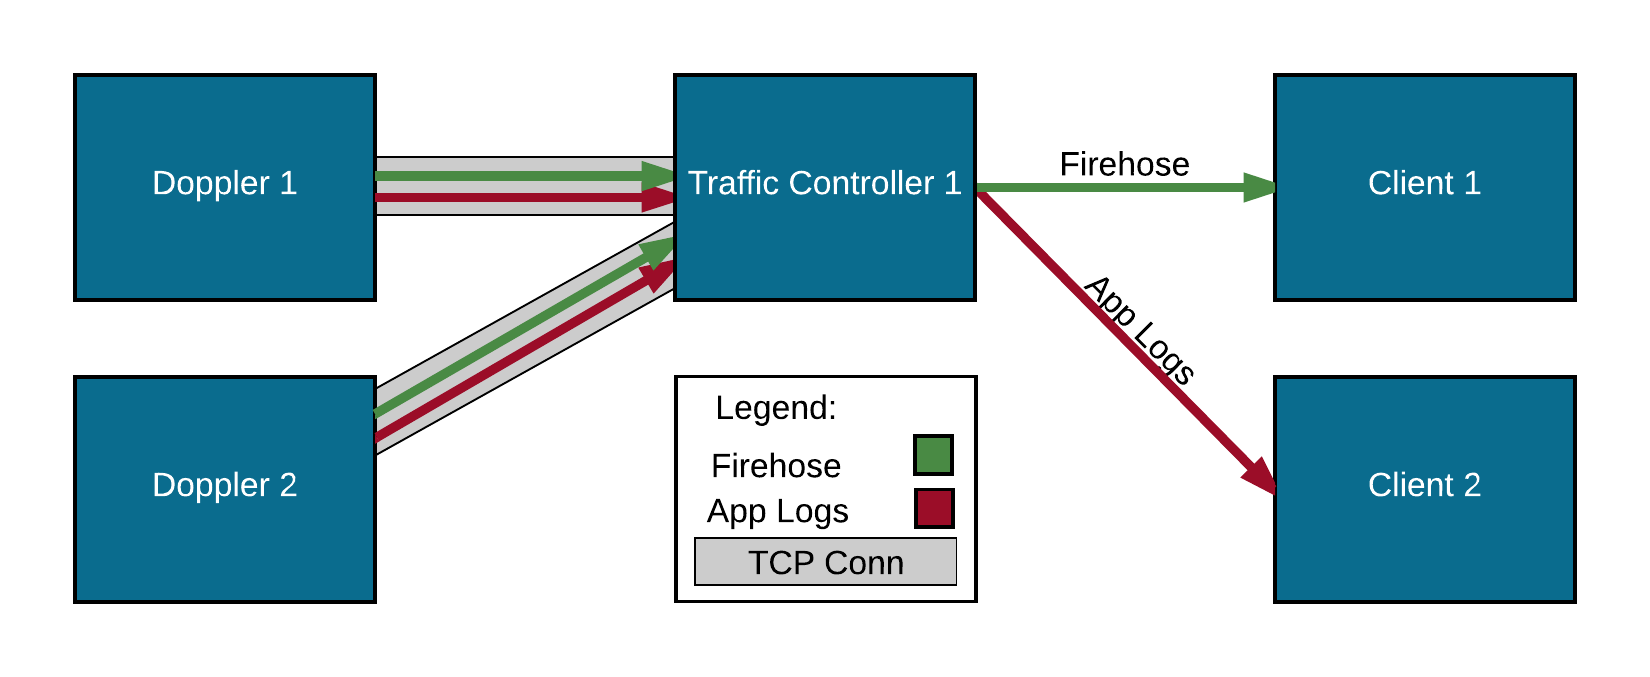 Doppler 1
Traffic Controller 1
Firehose
Client 1
App Logs
Doppler 2
Legend:
Firehose
App Logs
TCP Conn
Client 2